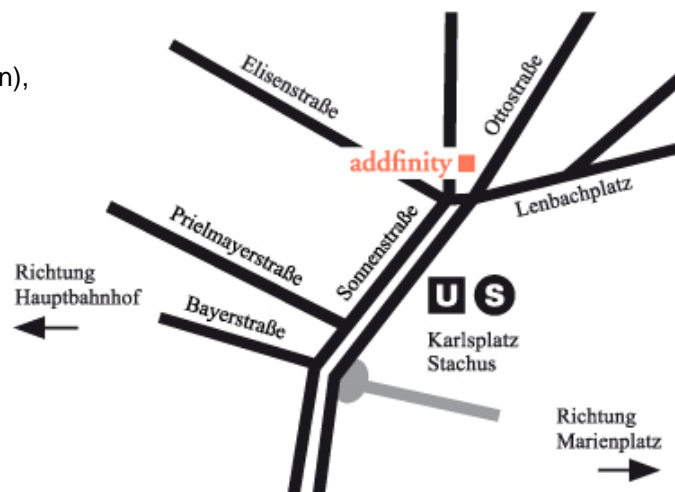 n),
Elisenstraße
Ottostraße
addfinity
Lenbachplatz
Prielmayerstraße
Sonnenstraße
Richtung
Hauptbahnhof
Bayerstraße
U S
Karlsplatz
Stachus
Richtung
Marienplatz